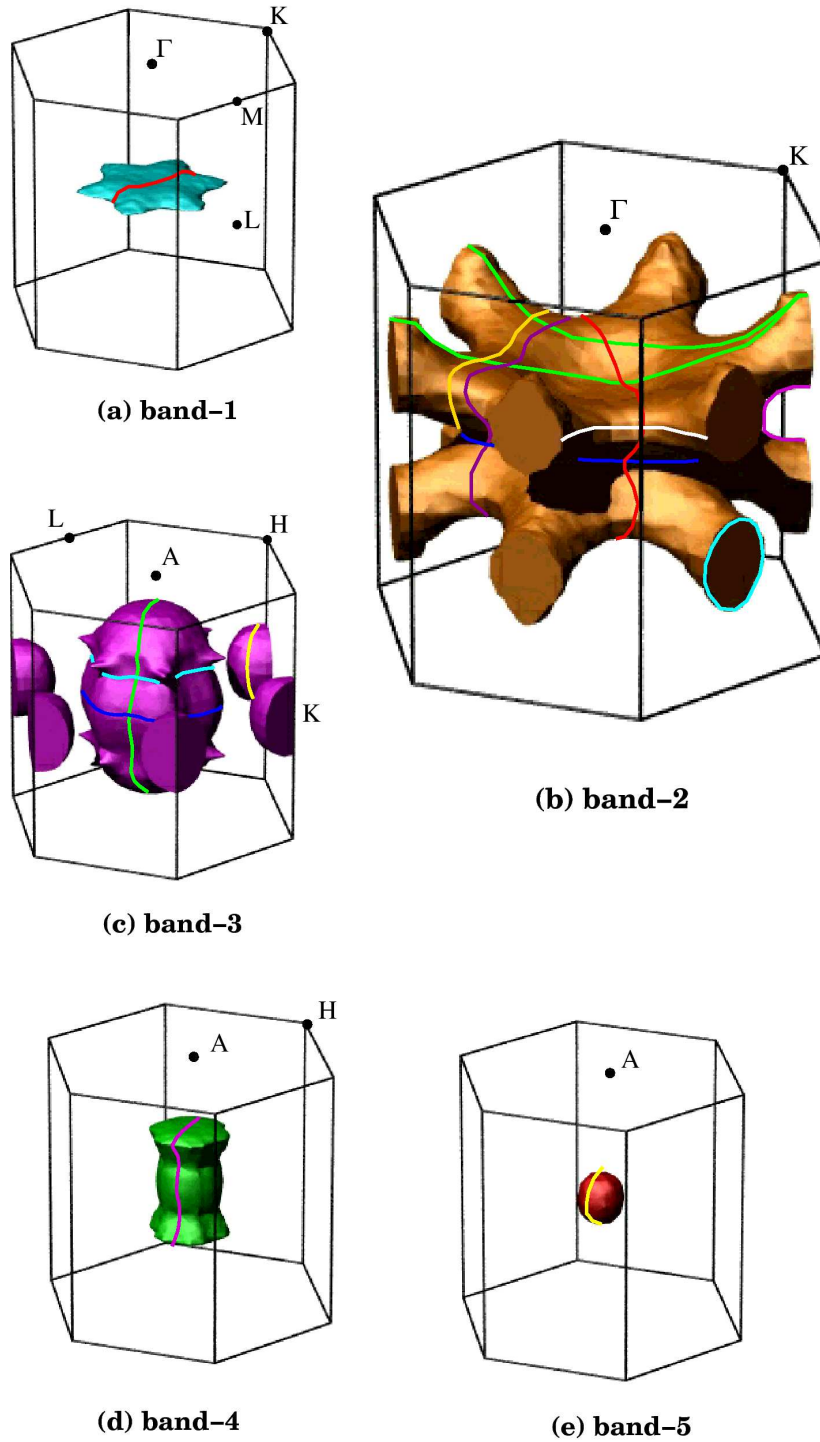 K
Γ
M
L
(a) band-1
K
Γ
(b) band-2
L
H
A
K
(c) band-3
H
A
(d) band-4
A
(e) band-5